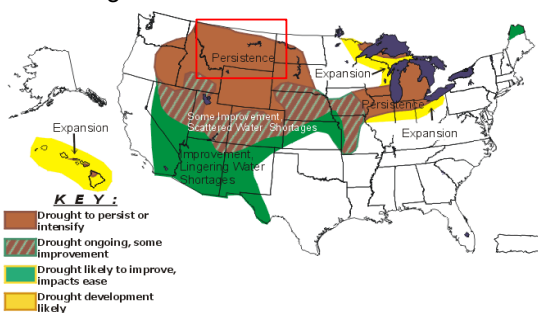 Persistence
Expansion
Persistence
Some Improvement,
Scattered Water Shortages
Expansion
Expansion
Improvement,
Lingering Water
Shortages
KEY:
Drought to persist or
intensify
Drought ongoing, some
improvement
Drought likely to improve,
impacts ease
Drought development
likely